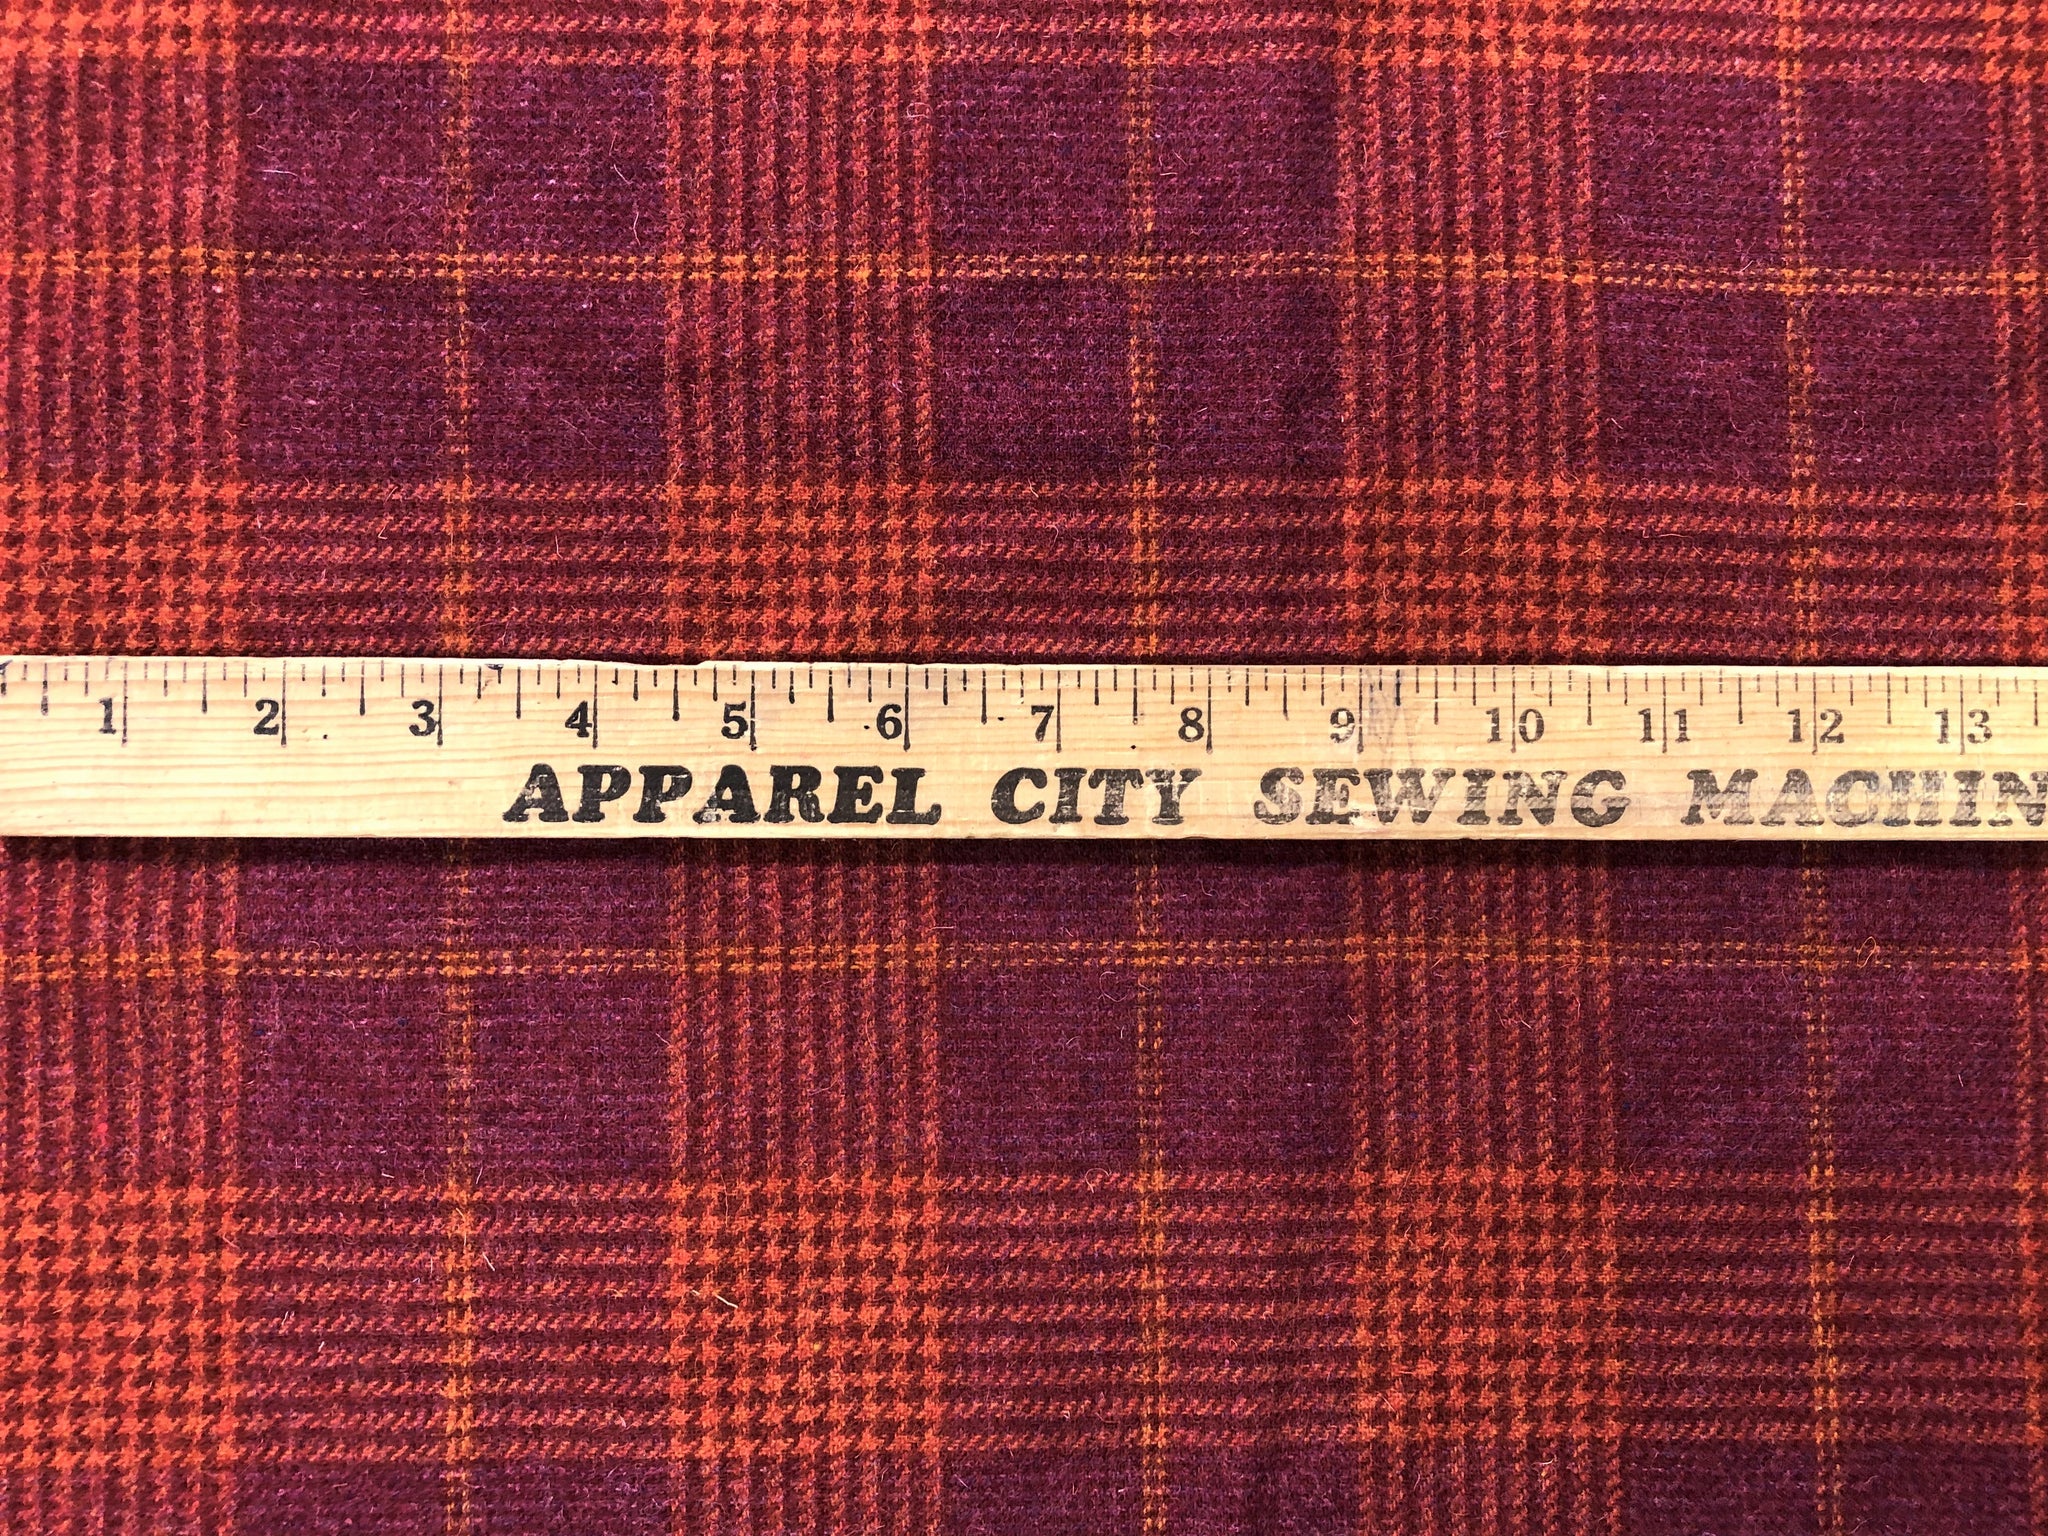 1 2 3 4 5 6 7 8 9 10 11 12 13
APPAREL CITY SEWING MACHIN